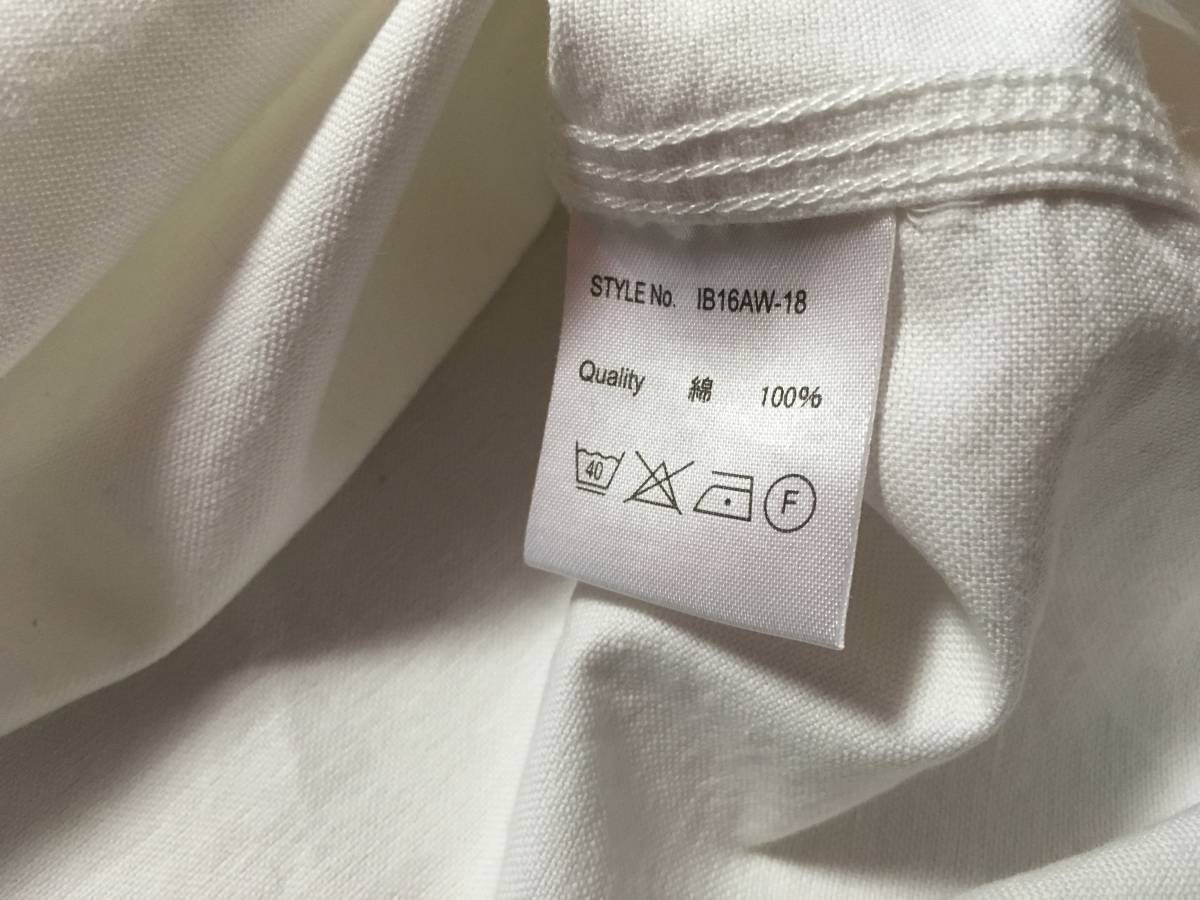 STYLE No. IB16AW-18
Quality 綿 100%
40 F